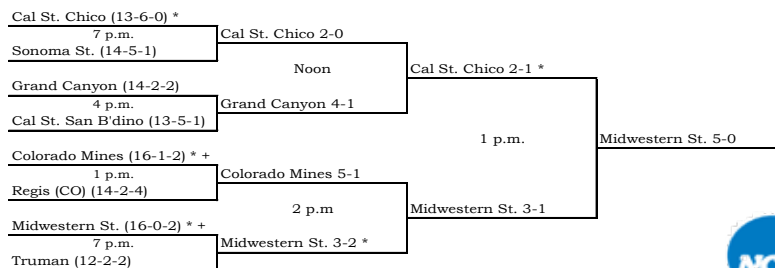 Cal St. Chico (13-6-0) *
7 p.m.
Cal St. Chico 2-0
Sonoma St. (14-5-1)
Noon
Cal St. Chico 2-1 *
Grand Canyon (14-2-2)
4 p.m.
Grand Canyon 4-1
Cal St. San B'dino (13-5-1)
1 p.m.
Midwestern St. 5-0
Colorado Mines (16-1-2) * +
1 p.m.
Colorado Mines 5-1
Regis (CO) (14-2-4)
2 p.m
Midwestern St. 3-1
Midwestern St. (16-0-2) * +
7 p.m.
Midwestern St. 3-2 *
Truman (12-2-2)